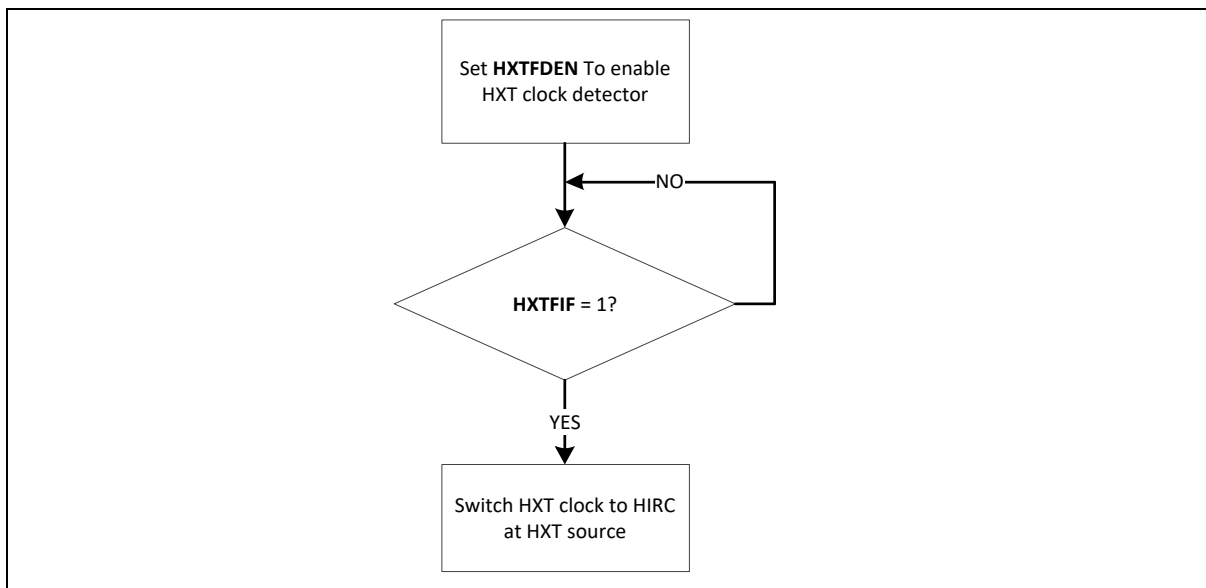 Set HXTFDEN To enable
HXT clock detector
NO
HXTFIF = 1?
YES
Switch HXT clock to HIRC
at HXT source